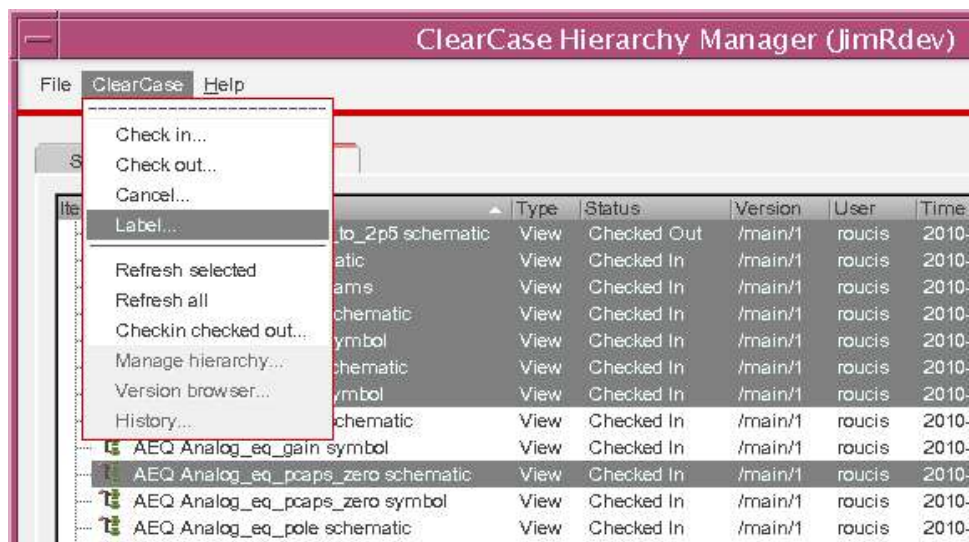 ClearCase Hierarchy Manager (JimRdev)
File ClearCase Help
Check in...
Check out...
Cancel...
Label...
Refresh selected
Refresh all
Checkin checked out...
Manage hierarchy...
Version browser...
History...
S
Ite Type Status Version User Time
_to_2p5 schematic View Checked Out /main/1 roucis 2010-
atic View Checked In /main/1 roucis 2010-
ams View Checked In /main/1 roucis 2010-
chematic View Checked In /main/1 roucis 2010-
ymbol View Checked In /main/1 roucis 2010-
chematic View Checked In /main/1 roucis 2010-
ymbol View Checked In /main/1 roucis 2010-
chematic View Checked In /main/1 roucis 2010-
AEQ Analog_eq_gain symbol View Checked In /main/1 roucis 2010-
AEQ Analog_eq_pcaps_zero schematic View Checked In /main/1 roucis 2010-
AEQ Analog_eq_pcaps_zero symbol View Checked In /main/1 roucis 2010-
AEQ Analog_eq_pole schematic View Checked In /main/1 roucis 2010-